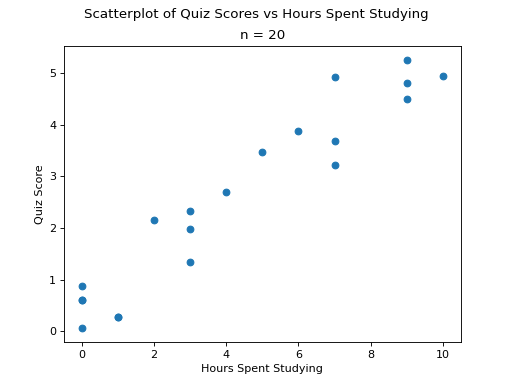 Scatterplot of Quiz Scores vs Hours Spent Studying
n = 20
5
4
3
2
1
0
Quiz Score
0 2 4 6 8 10
Hours Spent Studying